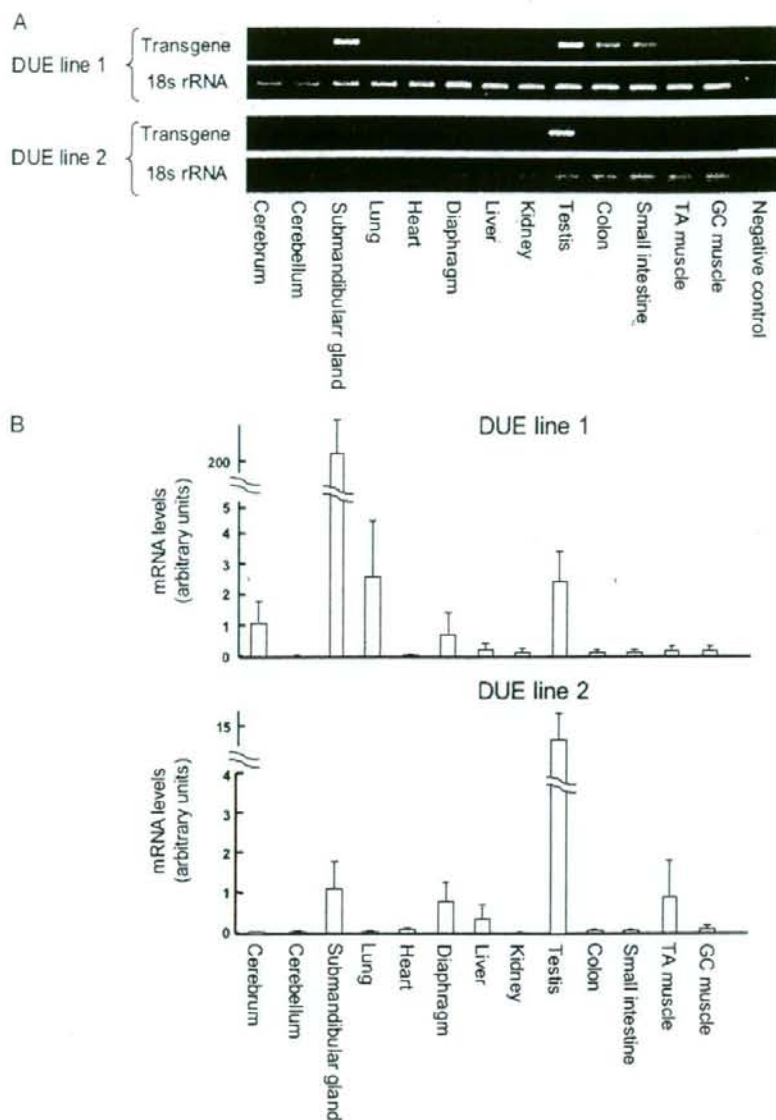 A
DUE line 1
Transgene
18s rRNA
DUE line 2
Transgene
18s rRNA
Cerebrum
Cerebellum
Submandibularr gland
Lung
Heart
Diaphragm
Liver
Kidney
Testis
Colon
Small intestine
TA muscle
GC muscle
Negative control
B
DUE line 1
mRNA levels
(arbitrary units)
200
5
4
3
2
1
0
DUE line 2
mRNA levels
(arbitrary units)
15
4
2
1
0
Cerebrum
Cerebellum
Submandibular gland
Lung
Heart
Diaphragm
Liver
Kidney
Testis
Colon
Small intestine
TA muscle
GC muscle